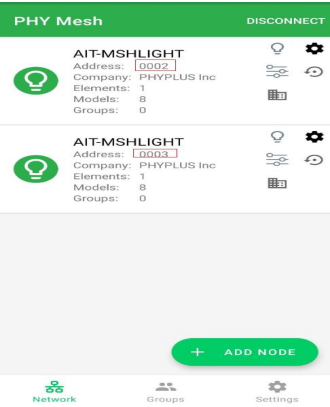 PHY Mesh DISCONNECT
AIT-MSHLIGHT
Address: 0002
Company: PHYPLUS Inc
Elements: 1
Models: 8
Groups: 0
AIT-MSHLIGHT
Address: 0003
Company: PHYPLUS Inc
Elements: 1
Models: 8
Groups: 0
+ ADD NODE
Network Groups Settings